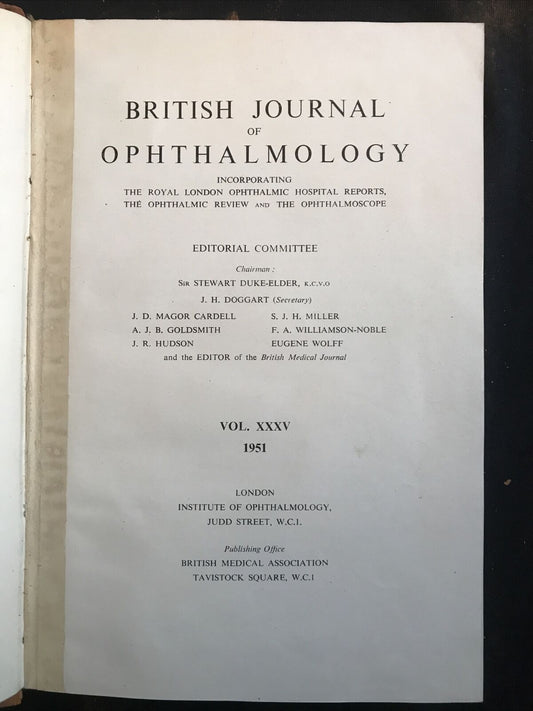 BRITISH JOURNAL
OF
OPHTHALMOLOGY
INCORPORATING
THE ROYAL LONDON OPHTHALMIC HOSPITAL REPORTS,
THE OPHTHALMIC REVIEW AND THE OPHTHALMOSCOPE
EDITORIAL COMMITTEE
Chairman :
SIR STEWART DUKE-ELDER, K.C.V.O
J. H. DOGGART (Secretary)
J. D. MAGOR CARDELL S. J. H. MILLER
A. J. B. GOLDSMITH F. A. WILLIAMSON-NOBLE
J. R. HUDSON EUGENE WOLFF
and the EDITOR of the British Medical Journal
VOL. XXXV
1951
LONDON
INSTITUTE OF OPHTHALMOLOGY,
JUDD STREET, W.C.1.
Publishing Office
BRITISH MEDICAL ASSOCIATION
TAVISTOCK SQUARE, W.C.1